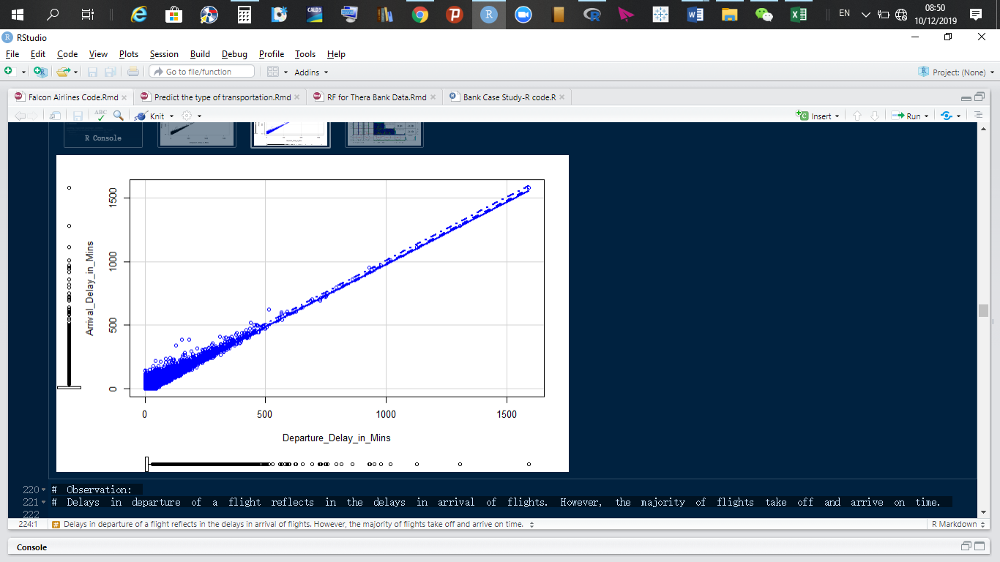 EN
08:50
10/12/2019
CALD3
RStudio
File Edit Code View Plots Session Build Debug Profile Tools Help
Go to file/function
Addins
Project: (None)
Falcon Airlines Code.Rmd
Predict the type of transportation.Rmd
RF for Thera Bank Data.Rmd
Bank Case Study-R code.R
ABC
Knit
Insert
Run
R Console
1500
1000
500
0
Arrival_Delay_in_Mins
0 500 1000 1500
Departure_Delay_in_Mins
220 # Observation:
221 # Delays in departure of a flight reflects in the delays in arrival of flights. However, the majority of flights take off and arrive on time.
222
224:1 # Delays in departure of a flight reflects in the delays in arrival of flights. However, the majority of flights take off and arrive on time.
R Markdown
Console